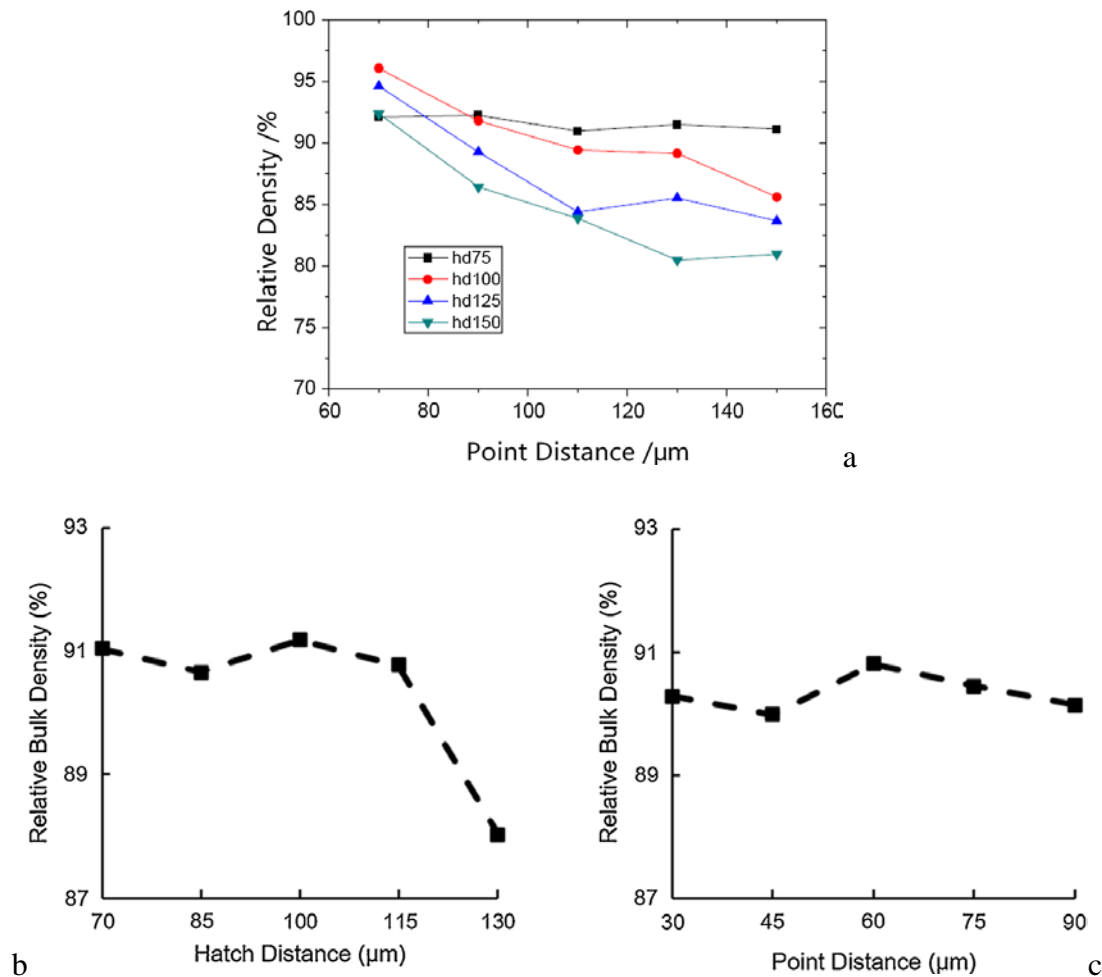 100
95
90
85
80
75
70
Relative Density /%
hd75
hd100
hd125
hd150
60 80 100 120 140 160
Point Distance /μm
a
93
91
89
87
Relative Bulk Density (%)
70 85 100 115 130
Hatch Distance (μm)
b
93
91
89
87
Relative Bulk Density (%)
30 45 60 75 90
Point Distance (μm)
c